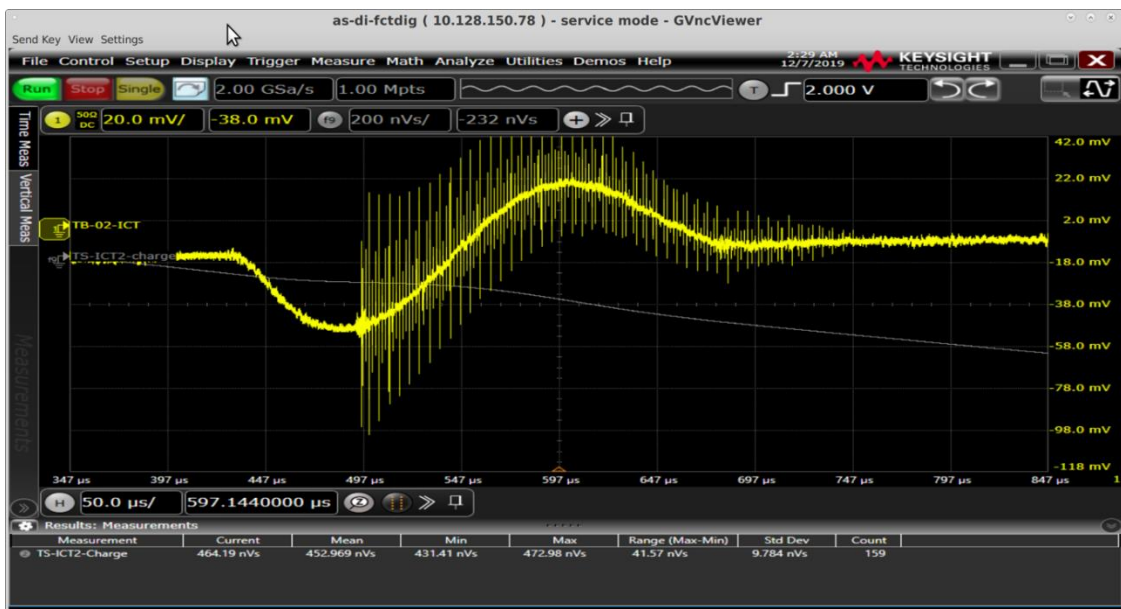 as-di-fctdig ( 10.128.150.78 ) - service mode - GVncViewer
Send Key View Settings
File Control Setup Display Trigger Measure Math Analyze Utilities Demos Help
2:29 AM
12/7/2019
KEYSIGHT
TECHNOLOGIES
Run Stop Single 2.00 GSa/s 1.00 Mpts T 2.000 V
1 50Ω DC 20.0 mV/ -38.0 mV f9 200 nVs/ -232 nVs
Time Meas
Vertical Meas
Measurements
42.0 mV
22.0 mV
TB-02-ICT 2.0 mV
TS-ICT2-charge -18.0 mV
-38.0 mV
-58.0 mV
-78.0 mV
-98.0 mV
-118 mV
347 µs 397 µs 447 µs 497 µs 547 µs 597 µs 647 µs 697 µs 747 µs 797 µs 847 µs 1
H 50.0 µs/ 597.1440000 µs
Results: Measurements
Measurement Current Mean Min Max Range (Max-Min) Std Dev Count
TS-ICT2-Charge 464.19 nVs 452.969 nVs 431.41 nVs 472.98 nVs 41.57 nVs 9.784 nVs 159